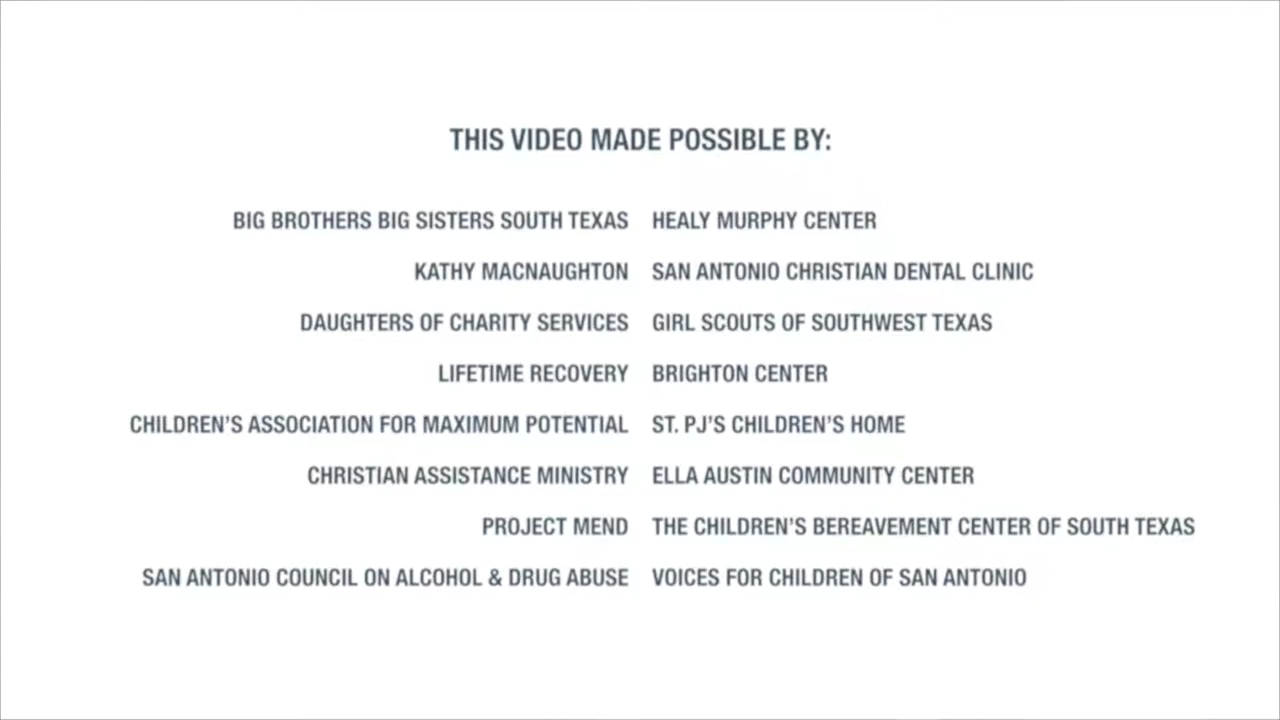 THIS VIDEO MADE POSSIBLE BY:
BIG BROTHERS BIG SISTERS SOUTH TEXAS HEALY MURPHY CENTER
KATHY MACNAUGHTON SAN ANTONIO CHRISTIAN DENTAL CLINIC
DAUGHTERS OF CHARITY SERVICES GIRL SCOUTS OF SOUTHWEST TEXAS
LIFETIME RECOVERY BRIGHTON CENTER
CHILDREN'S ASSOCIATION FOR MAXIMUM POTENTIAL ST. PJ'S CHILDREN'S HOME
CHRISTIAN ASSISTANCE MINISTRY ELLA AUSTIN COMMUNITY CENTER
PROJECT MEND THE CHILDREN'S BEREAVEMENT CENTER OF SOUTH TEXAS
SAN ANTONIO COUNCIL ON ALCOHOL & DRUG ABUSE VOICES FOR CHILDREN OF SAN ANTONIO